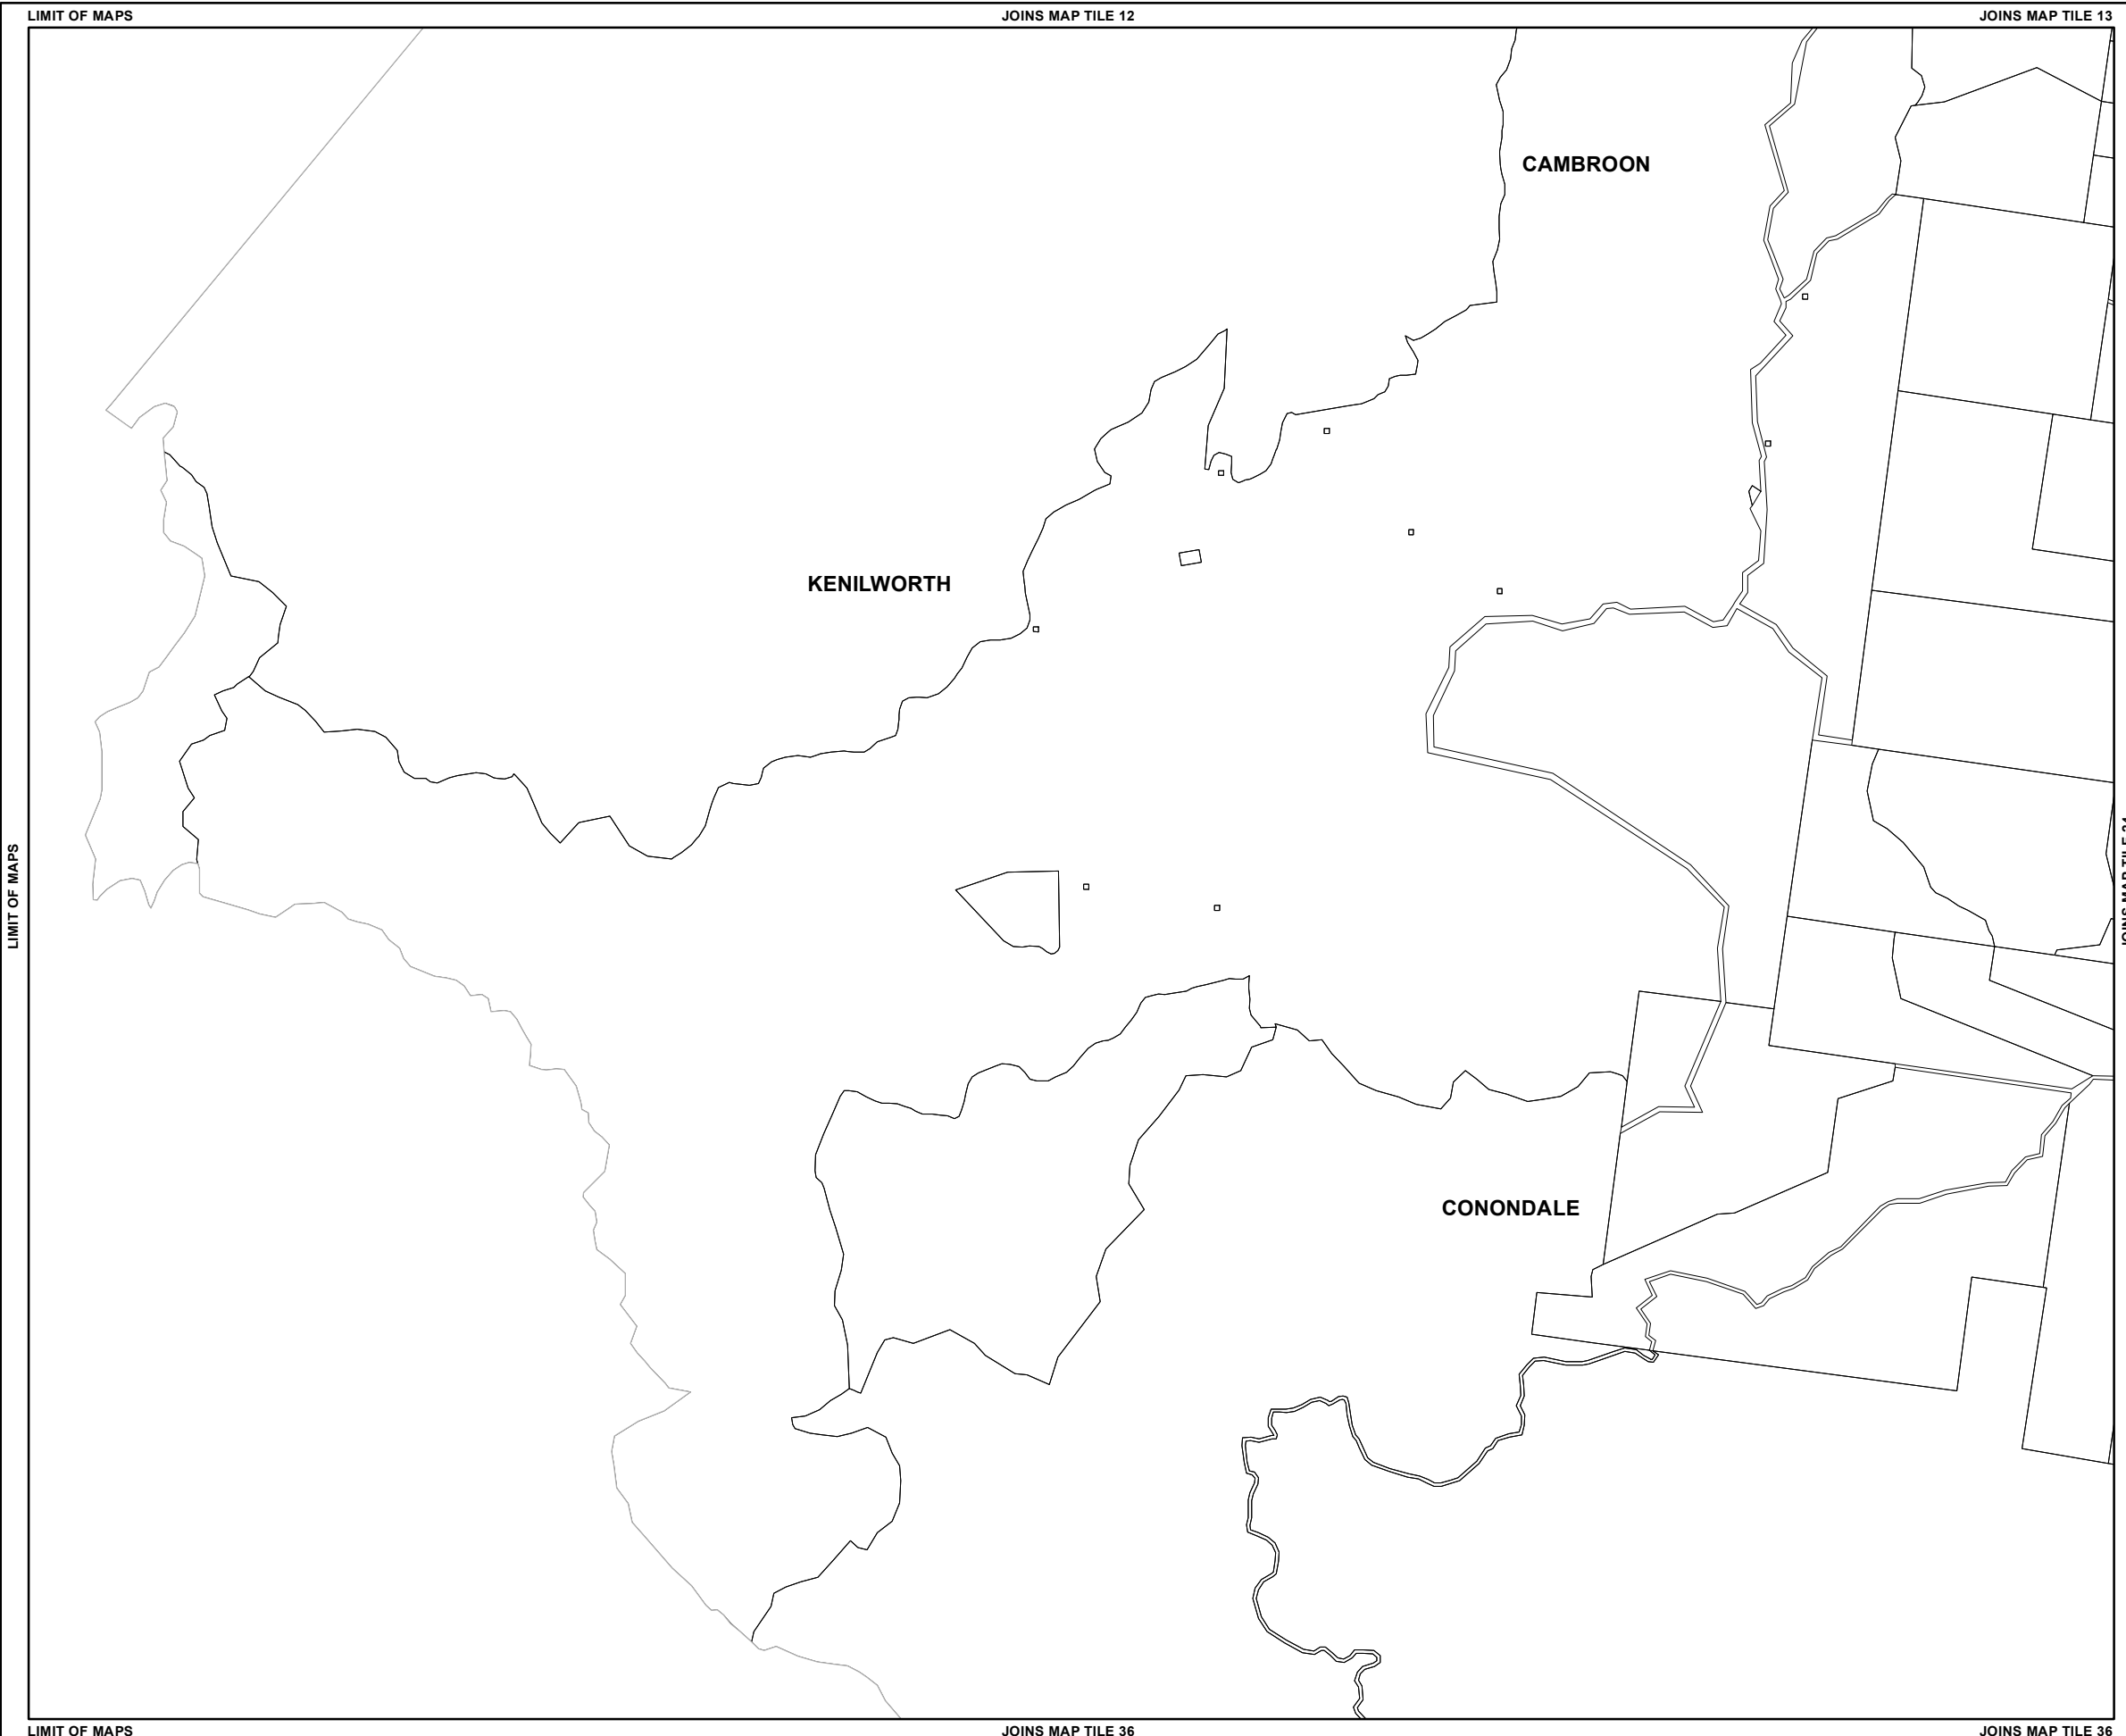 LIMIT OF MAPS
JOINS MAP TILE 12
JOINS MAP TILE 13
CAMBROON
KENILWORTH
LIMIT OF MAPS
CONONDALE
LIMIT OF MAPS
JOINS MAP TILE 36
JOINS MAP TILE 36